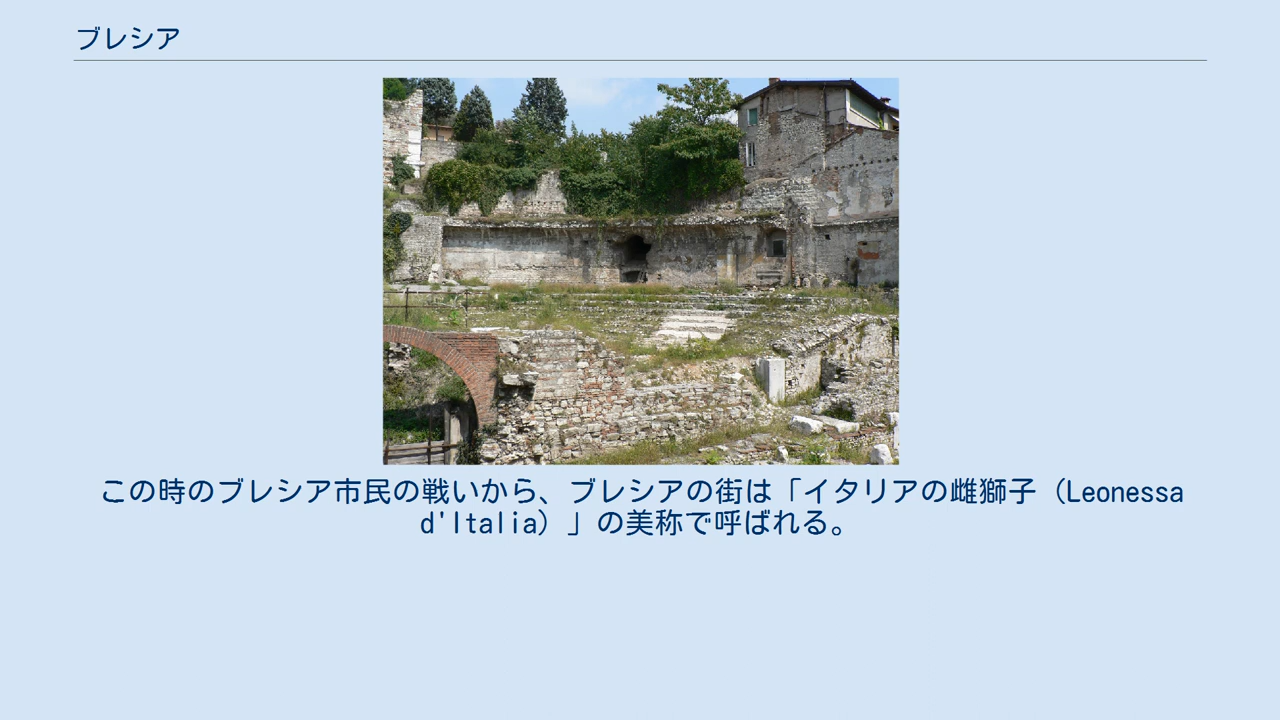 ブレシア
この時のブレシア市民の戦いから、ブレシアの街は「イタリアの雌獅子（Leonessa
d'Italia）」の美称で呼ばれる。